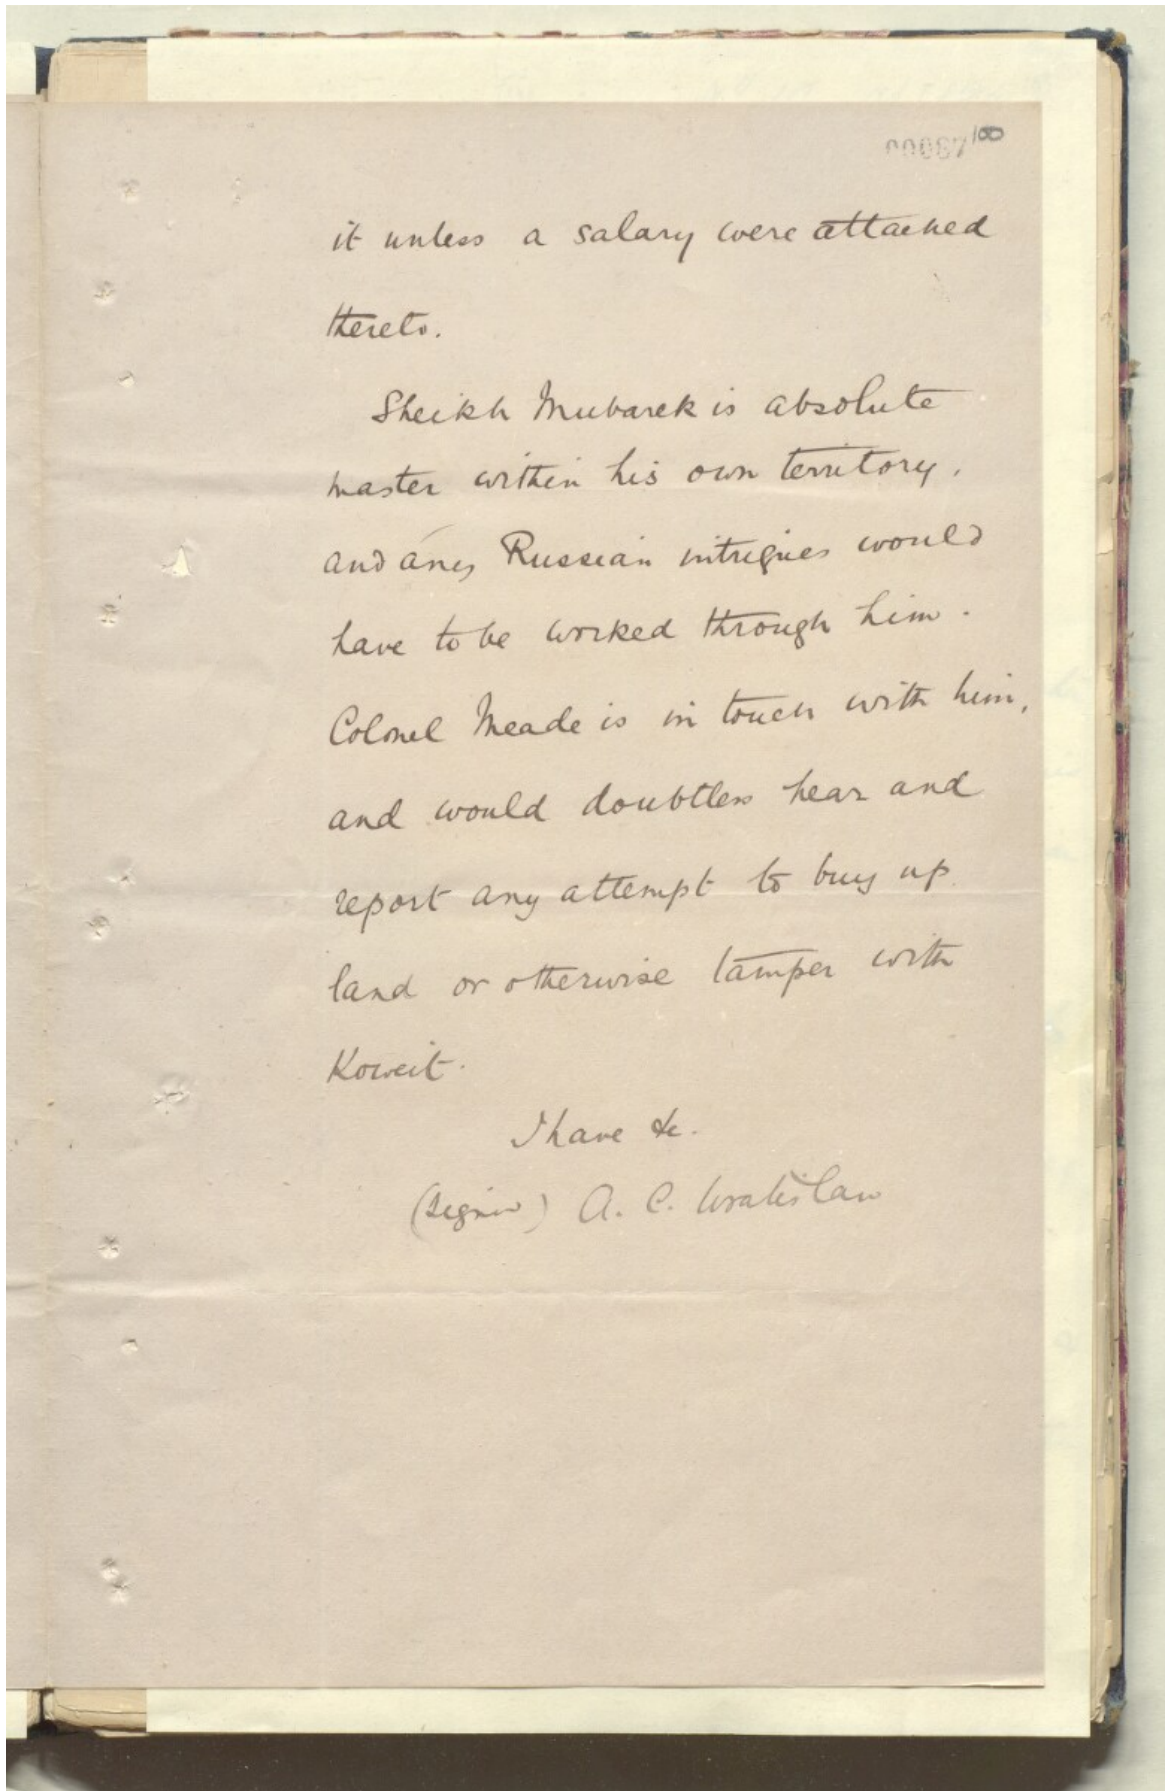 it unless a salary were attached
thereto.
Sheikh Mubarek is absolute
master within his own territory,
and any Russian intrigues would
have to be worked through him.
Colonel Meade is in touch with him,
and would doubtless hear and
report any attempt to buy up
land or otherwise tamper with
Koweit.
I have &c.
(Signed) A. C. Wratislaw